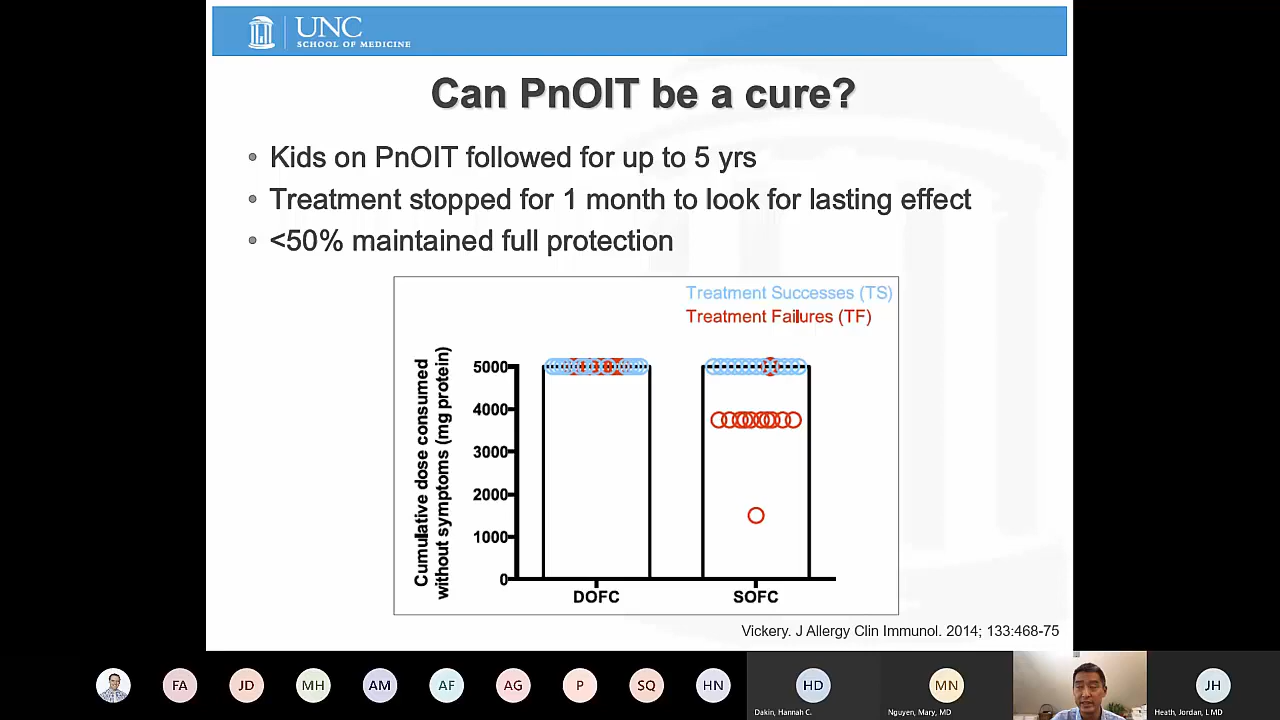 UNC
SCHOOL OF MEDICINE
Can PnOIT be a cure?
• Kids on PnOIT followed for up to 5 yrs
• Treatment stopped for 1 month to look for lasting effect
• <50% maintained full protection
Treatment Successes (TS)
Treatment Failures (TF)
Cumulative dose consumed
without symptoms (mg protein)
5000
4000
3000
2000
1000
0
DOFC
SOFC
Vickery. J Allergy Clin Immunol. 2014; 133:468-75
FA
JD
MH
AM
AF
AG
P
SQ
HN
HD
MN
JH
Dakin, Hannah C.
Nguyen, Mary, MD
Heath, Jordan, L MD